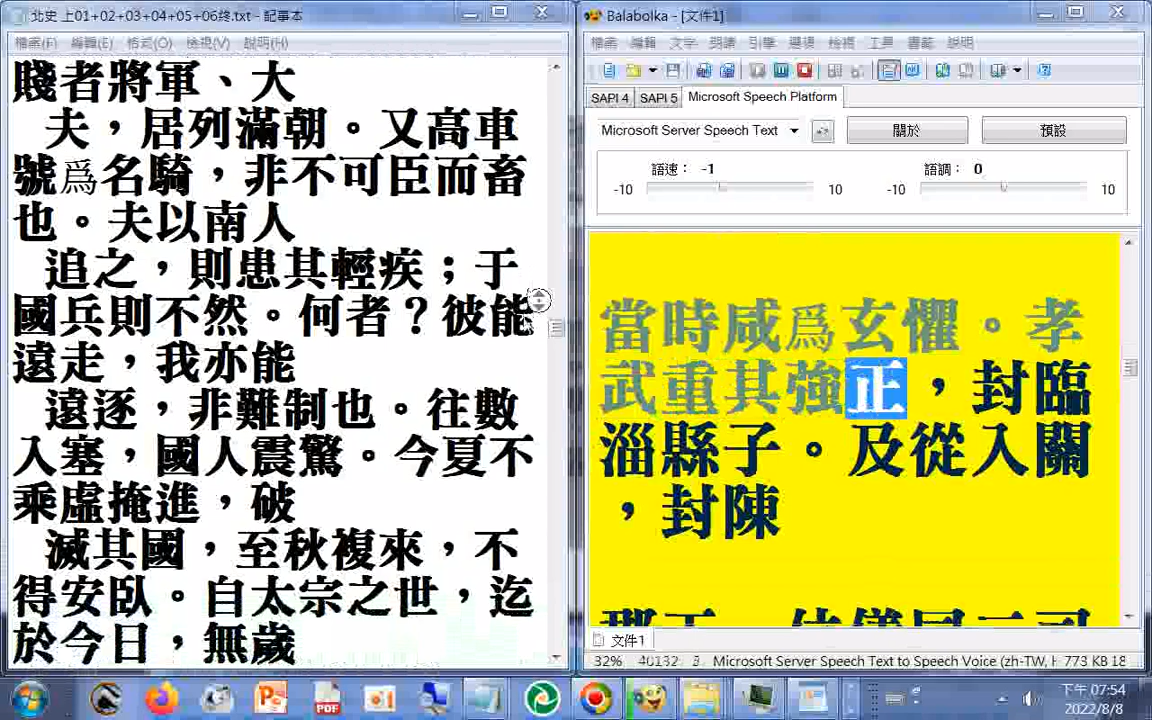 北史 上01+02+03+04+05+06终.txt - 記事本
檔案(F) 編輯(E) 格式(O) 檢視(V) 說明(H)
賤者將軍、大
夫，居列滿朝。又高車
號爲名騎，非不可臣而畜
也。夫以南人
追之，則患其輕疾；于
國兵則不然。何者？彼能
遠走，我亦能
遠逐，非難制也。往數
入塞，國人震驚。今夏不
乘虛掩進，破
滅其國，至秋複來，不
得安臥。自太宗之世，迄
於今日，無歲
Balabolka - [文件1]
檔案 編輯 文字 朗讀 引擎 選項 檢視 工具 書籤 說明
SAPI 4 SAPI 5 Microsoft Speech Platform
Microsoft Server Speech Text 關於 預設
語速： -1 語調： 0
-10 10 -10 10
當時咸爲玄懼。孝
武重其強正，封臨
淄縣子。及從入關
，封陳
文件1
32% Microsoft Server Speech Text to Speech Voice (zh-TW, H 773 KB 18
下午 07:54
2022/8/8